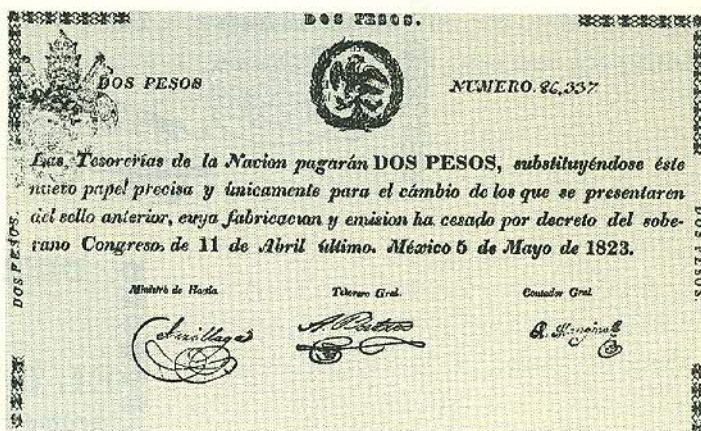 DOS PESOS.
DOS PESOS
NUMERO. 86,337
Las Tesorerías de la Nacion pagarán DOS PESOS, substituyéndose éste
nuevo papel precisa y únicamente para el cámbio de los que se presentaren
del sello anterior, cuya fabricacion y emision ha cesado por decreto del sobe-
rano Congreso, de 11 de Abril último. México 5 de Mayo de 1823.
DOS PESOS.
DOS PESOS.
Ministro de Hacda.
Tesorero Gral.
Contador Gral.
Arrillaga